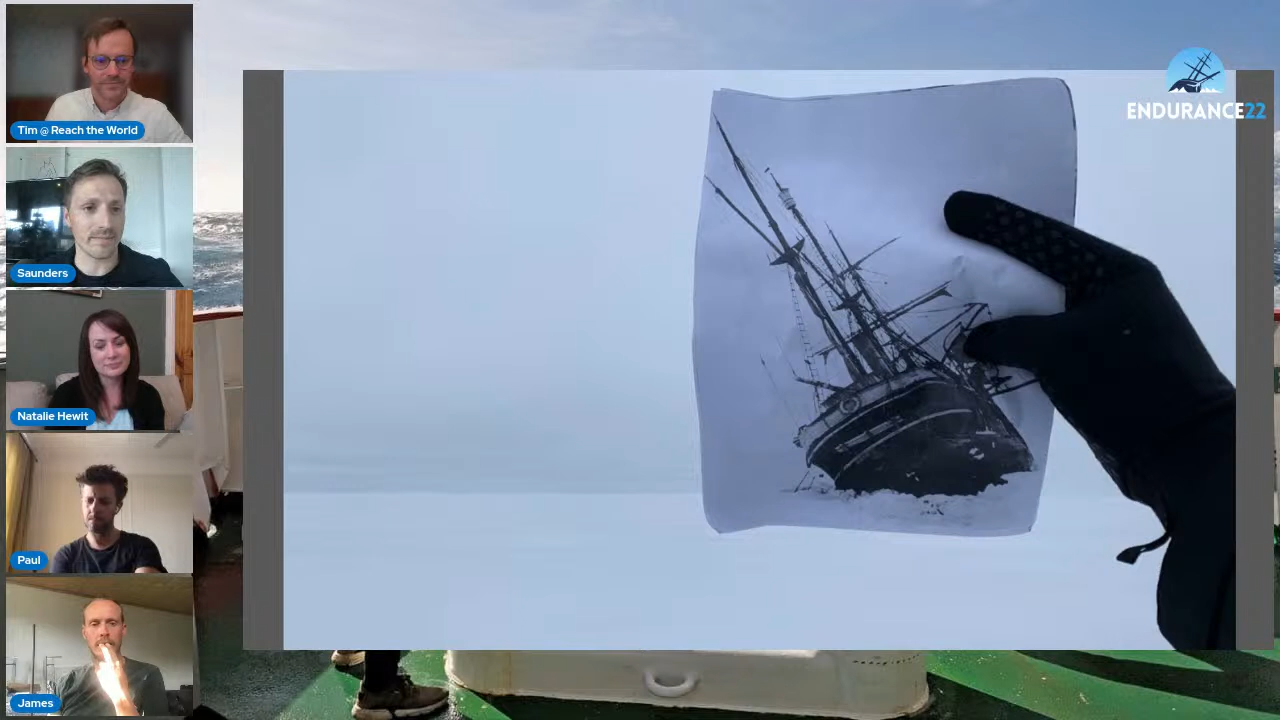 Tim @ Reach the World
Saunders
Natalie Hewit
Paul
James
ENDURANCE22